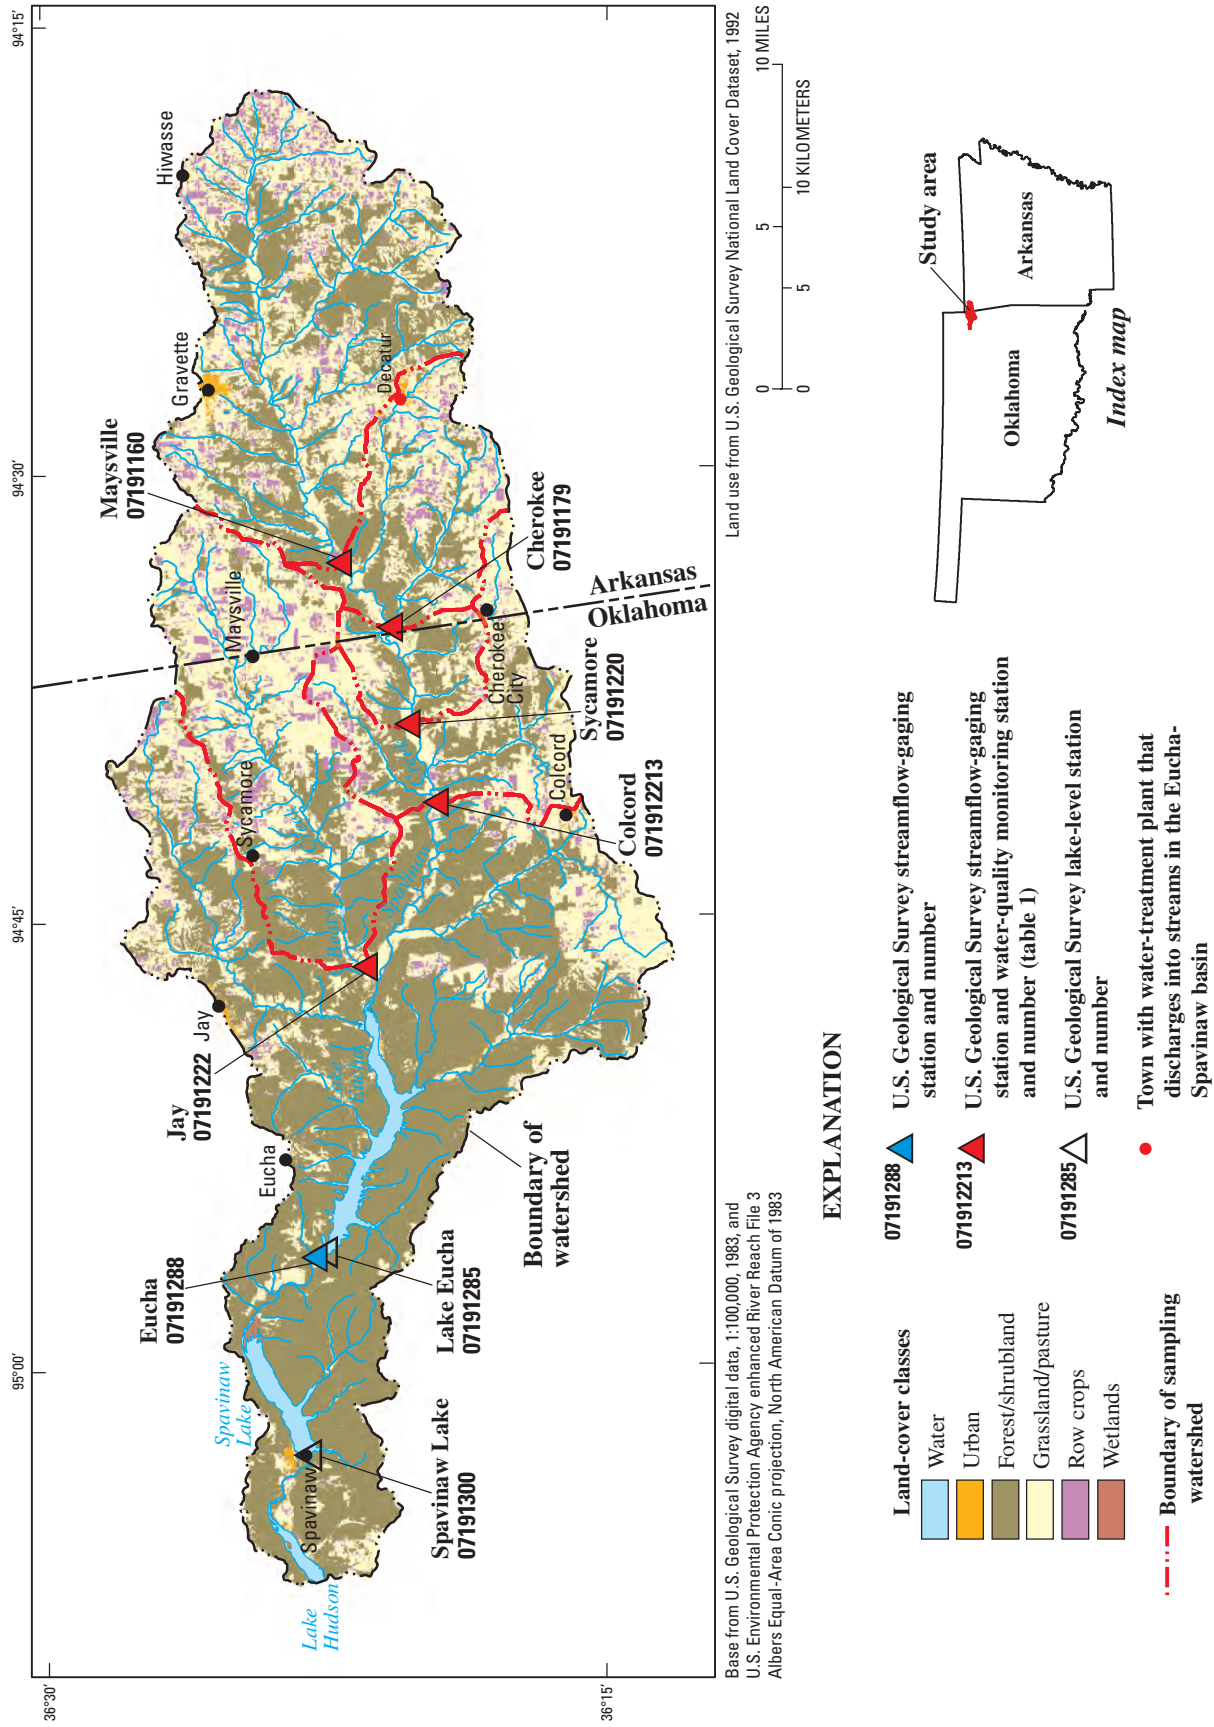 95°00'
94°45'
94°30'
94°15'
36°30'
36°15'
Hiwasse
Gravette
Maysville
07191160
Decatur
Cherokee
07191179
Arkansas
Oklahoma
Maysville
Cherokee
City
Sycamore
07191220
Sycamore
Colcord
Colcord
071912213
Beaty
Creek
Spavinaw
Creek
Jay
Jay
07191222
Lake
Eucha
Eucha
Boundary of
watershed
Eucha
07191288
Lake Eucha
07191285
Spavinaw
Lake
Spavinaw
Spavinaw Lake
07191300
Lake
Hudson
Base from U.S. Geological Survey digital data, 1:100,000, 1983, and
U.S. Environmental Protection Agency enhanced River Reach File 3
Albers Equal-Area Conic projection, North American Datum of 1983
Land use from U.S. Geological Survey National Land Cover Dataset, 1992
0 5 10 MILES
0 5 10 KILOMETERS
Study area
Oklahoma
Arkansas
Index map
EXPLANATION
Land-cover classes
Water
Urban
Forest/shrubland
Grassland/pasture
Row crops
Wetlands
Boundary of sampling
watershed
07191288
U.S. Geological Survey streamflow-gaging
station and number
071912213
U.S. Geological Survey streamflow-gaging
station and water-quality monitoring station
and number (table 1)
07191285
U.S. Geological Survey lake-level station
and number
Town with water-treatment plant that
discharges into streams in the Eucha-
Spavinaw basin